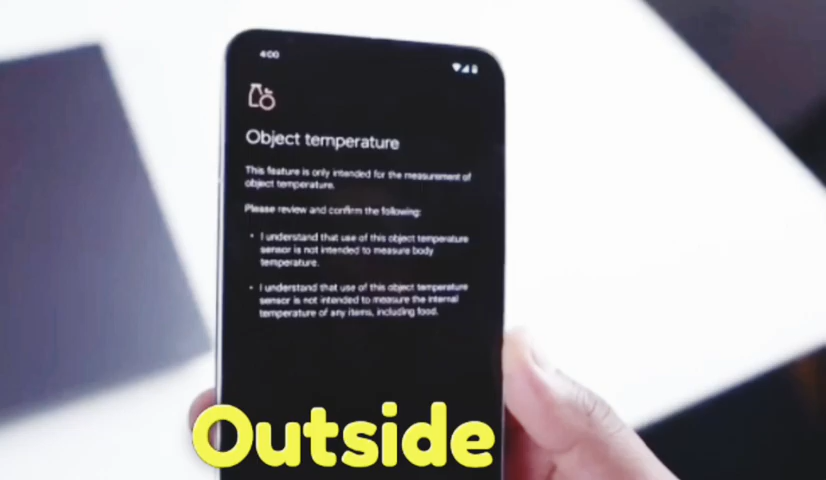 4:00
Object temperature
This feature is only intended for the measurement of
object temperature.
Please review and confirm the following:
• I understand that use of this object temperature
sensor is not intended to measure body
temperature.
• I understand that use of this object temperature
sensor is not intended to measure the internal
temperature of any items, including food.
Outside